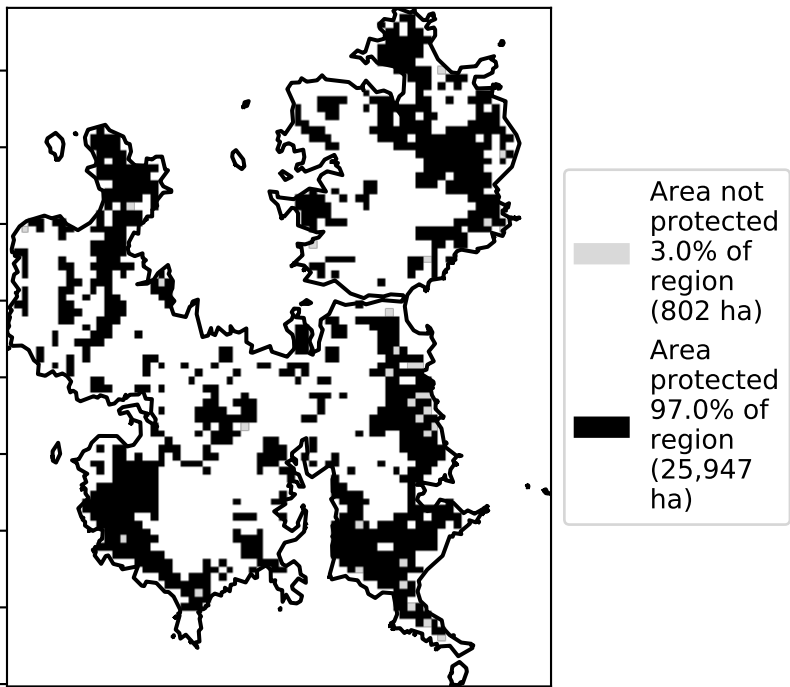 Area not
protected
3.0% of
region
(802 ha)
Area
protected
97.0% of
region
(25,947
ha)